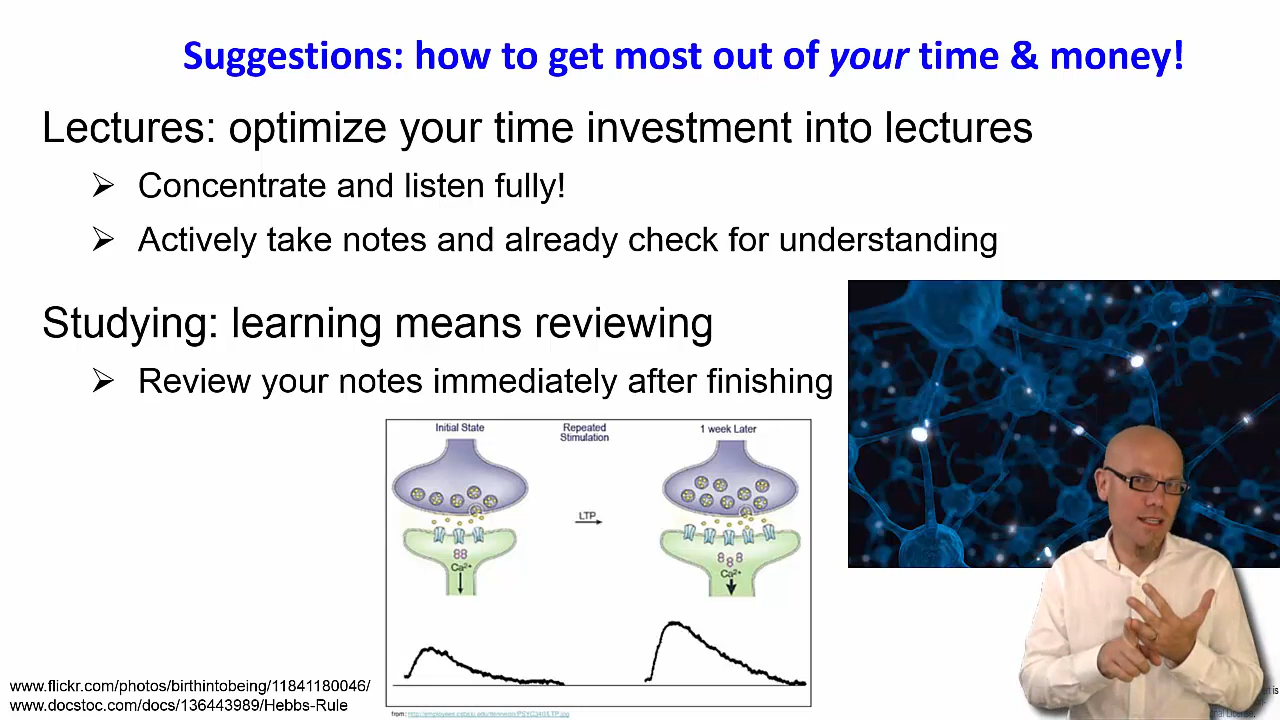 Suggestions: how to get most out of your time & money!
Lectures: optimize your time investment into lectures
Concentrate and listen fully!
Actively take notes and already check for understanding
Studying: learning means reviewing
Review your notes immediately after finishing
Initial State
Repeated
Stimulation
1 week Later
LTP
Ca2+
Ca2+
www.flickr.com/photos/birthintobeing/11841180046/
www.docstoc.com/docs/136443989/Hebbs-Rule
from: